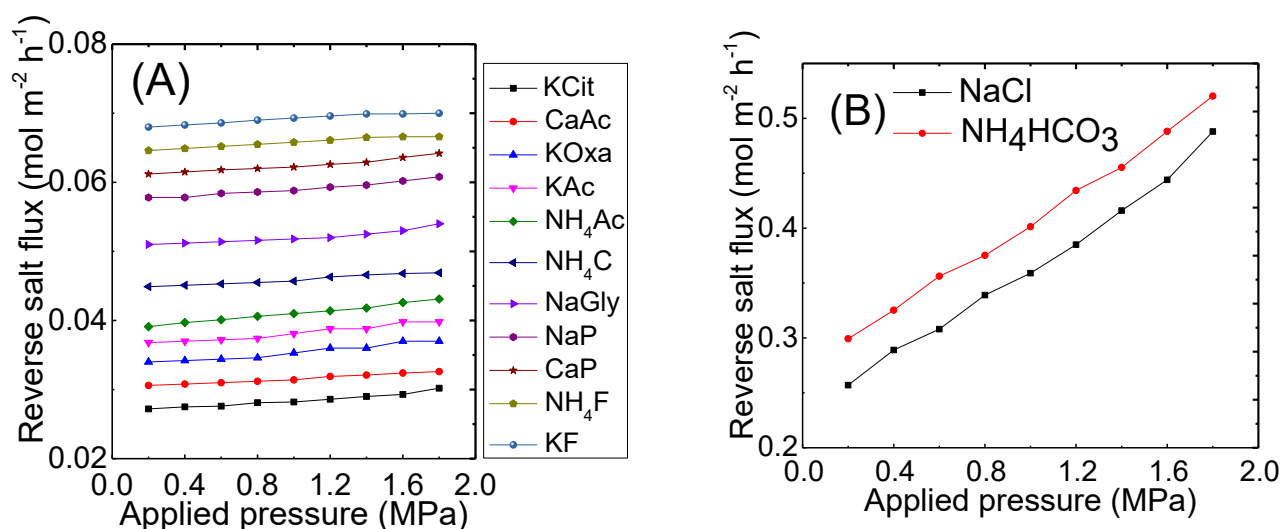 (A)
Reverse salt flux (mol m⁻² h⁻¹)
0.08
0.06
0.04
0.02
0.0 0.4 0.8 1.2 1.6 2.0
Applied pressure (MPa)
KCit
CaAc
KOxa
KAc
NH₄Ac
NH₄C
NaGly
NaP
CaP
NH₄F
KF
(B)
NaCl
NH₄HCO₃
Reverse salt flux (mol m⁻² h⁻¹)
0.5
0.4
0.3
0.2
0.0 0.4 0.8 1.2 1.6 2.0
Applied pressure (MPa)